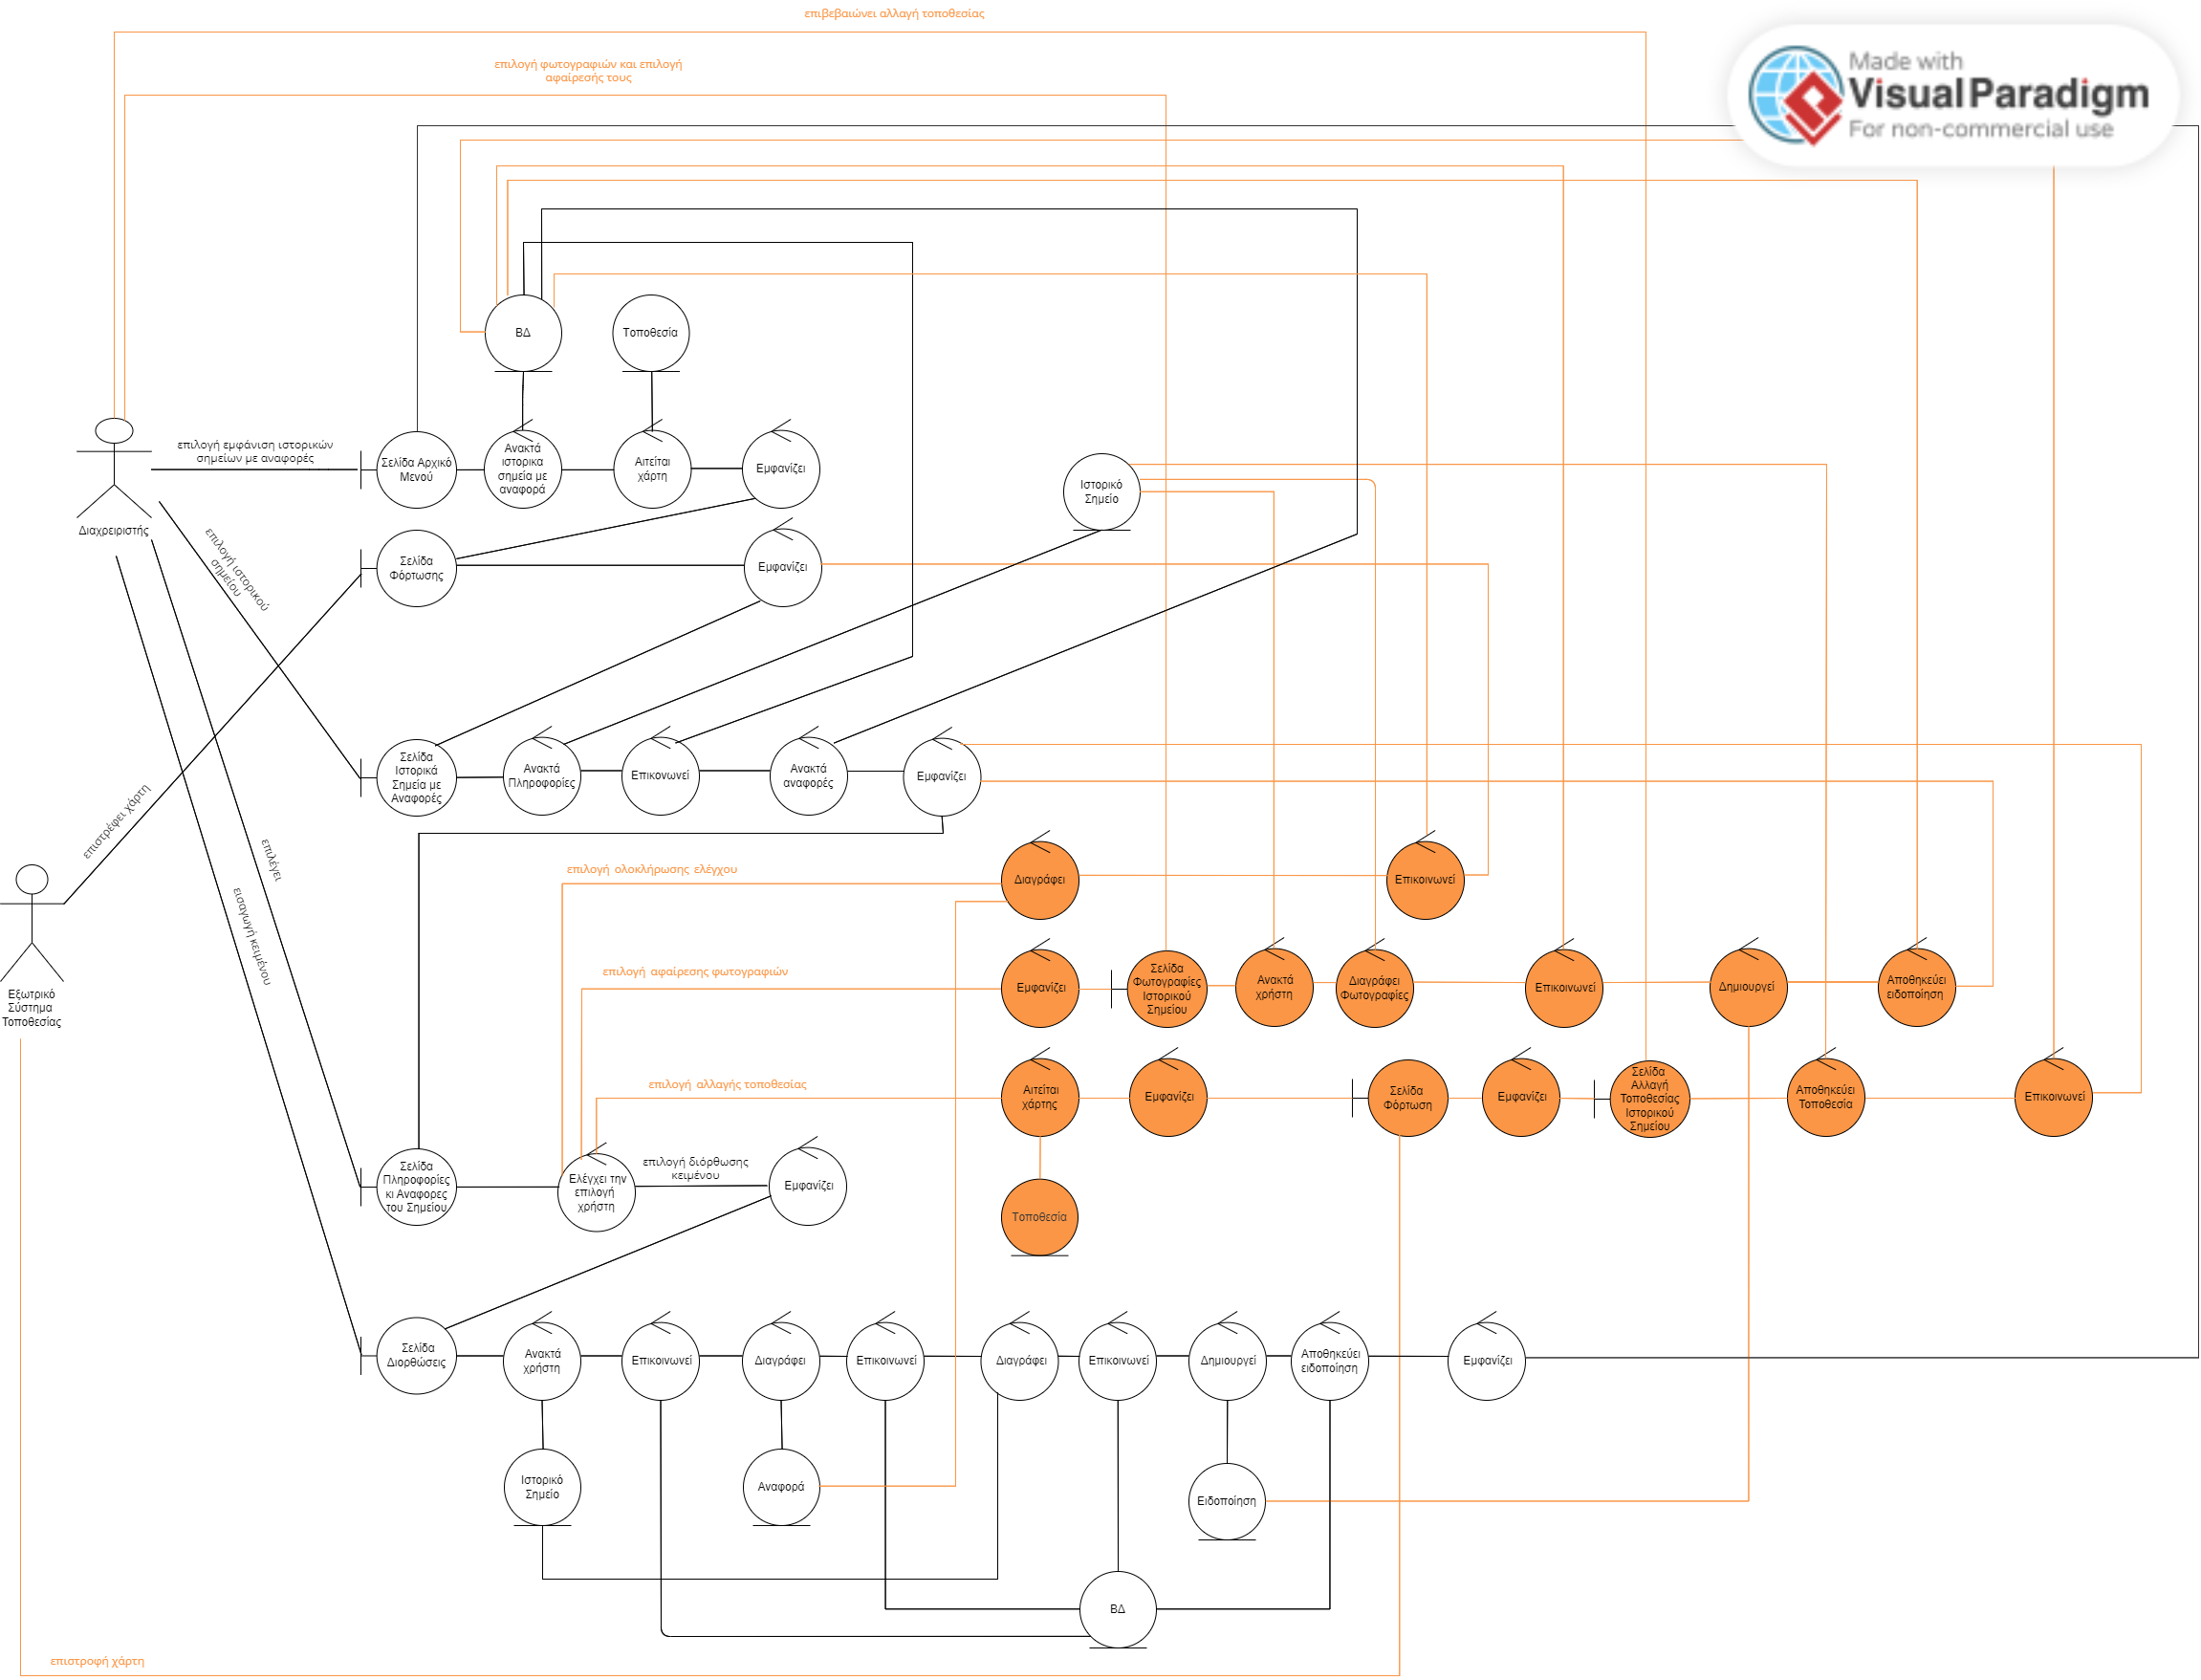 επιβεβαιώνει αλλαγή τοποθεσίας
επιλογή φωτογραφιών και επιλογή
αφαίρεσής τους
Made with
Visual Paradigm
For non-commercial use
ΒΔ
Τοποθεσία
επιλογή εμφάνιση ιστορικών
σημείων με αναφορές
Σελίδα Αρχικό
Μενού
Ανακτά
ιστορικα
σημεία με
αναφορά
Αιτείται
χάρτη
Εμφανίζει
Ιστορικό
Σημείο
Διαχρειριστής
επιλογή ιστορικού
σημείου
Σελίδα
Φόρτωσης
Εμφανίζει
Σελίδα
Ιστορικά
Σημεία με
Αναφορές
Ανακτά
Πληροφορίες
Επικονωνεί
Ανακτά
αναφορές
Εμφανίζει
επιστρέφει χάρτη
επιλέγει
εισαγωγή κειμένου
επιλογή ολοκλήρωσης ελέγχου
Διαγράφει
Επικοινωνεί
Εξωτρικό
Σύστημα
Τοποθεσίας
επιλογή αφαίρεσης φωτογραφιών
Εμφανίζει
Σελίδα
Φωτογραφίες
Ιστορικού
Σημείου
Ανακτά
χρήστη
Διαγράφει
Φωτογραφίες
Επικοινωνεί
Δημιουργεί
Αποθηκεύει
ειδοποίηση
επιλογή αλλαγής τοποθεσίας
Αιτείται
χάρτης
Εμφανίζει
Σελίδα
Φόρτωση
Εμφανίζει
Σελίδα
Αλλαγή
Τοποθεσίας
Ιστορικού
Σημείου
Αποθηκεύει
Τοποθεσία
Επικοινωνεί
Σελίδα
Πληροφορίες
κι Αναφορες
του Σημείου
Ελέγχει την
επιλογή
χρήστη
επιλογή διόρθωσης
κειμένου
Εμφανίζει
Τοποθεσία
Σελίδα
Διορθώσεις
Ανακτά
χρήστη
Επικοινωνεί
Διαγράφει
Επικοινωνεί
Διαγράφει
Επικοινωνεί
Δημιουργεί
Αποθηκεύει
ειδοποίηση
Εμφανίζει
Ιστορικό
Σημείο
Αναφορά
Ειδοποίηση
ΒΔ
επιστροφή χάρτη